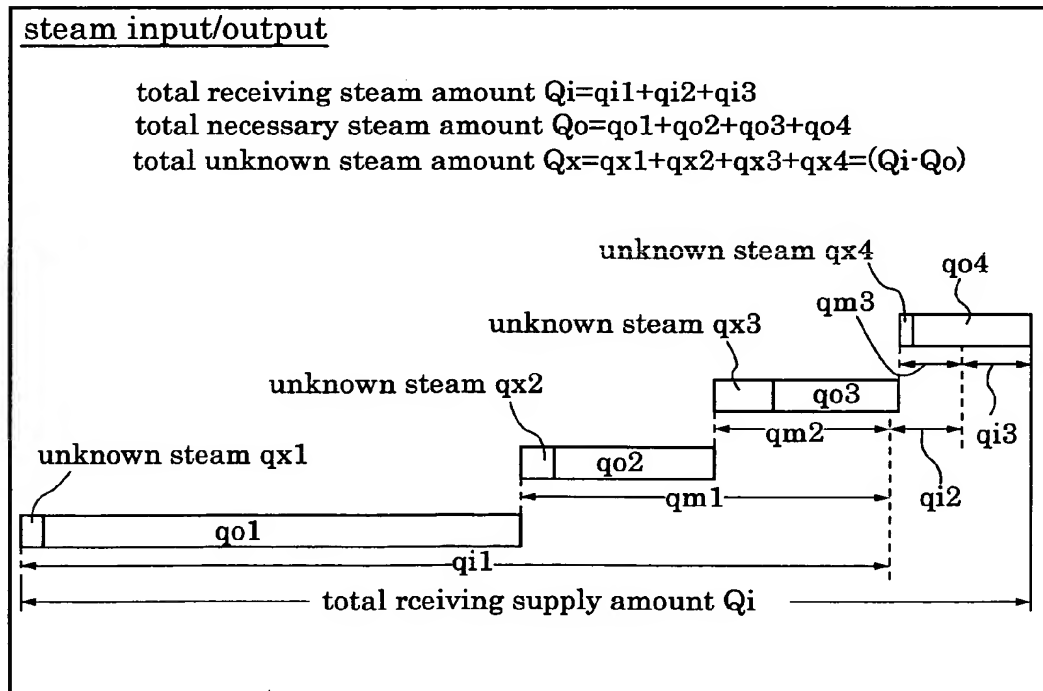 steam input/output
total receiving steam amount Qi=qi1+qi2+qi3
total necessary steam amount Qo=qo1+qo2+qo3+qo4
total unknown steam amount Qx=qx1+qx2+qx3+qx4=(Qi-Qo)
unknown steam qx4
qo4
qm3
unknown steam qx3
unknown steam qx2
qo3
qm2
qi3
unknown steam qx1
qo2
qm1
qi2
qo1
qi1
total rceiving supply amount Qi